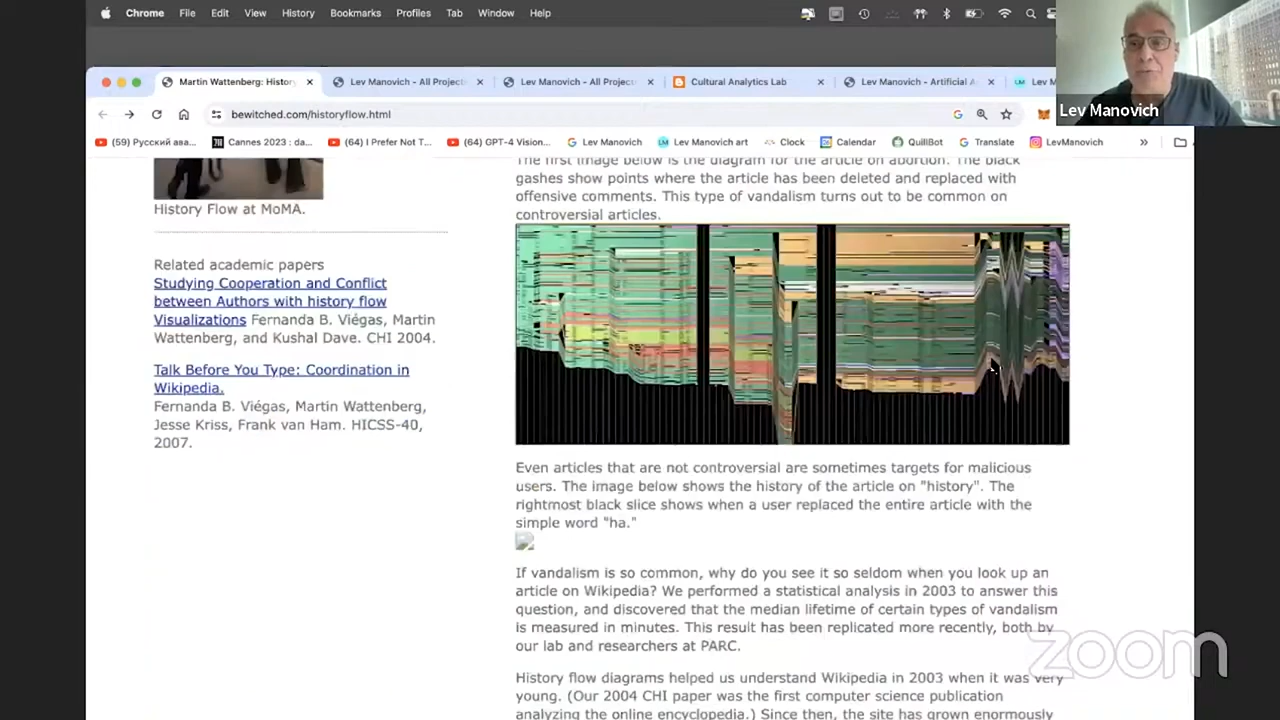 Chrome File Edit View History Bookmarks Profiles Tab Window Help
Martin Wattenberg: History
Lev Manovich - All Project
Lev Manovich - All Project
Cultural Analytics Lab
Lev Manovich - Artificial A
LM Lev M
bewitched.com/historyflow.html
(59) Русский ава...
Cannes 2023 : da...
(64) I Prefer Not T...
(64) GPT-4 Vision...
Lev Manovich
Lev Manovich art
Clock
Calendar
QuillBot
Translate
LevManovich
Lev Manovich
History Flow at MoMA.
Related academic papers
Studying Cooperation and Conflict
between Authors with history flow
Visualizations Fernanda B. Viégas, Martin
Wattenberg, and Kushal Dave. CHI 2004.
Talk Before You Type: Coordination in
Wikipedia.
Fernanda B. Viégas, Martin Wattenberg,
Jesse Kriss, Frank van Ham. HICSS-40,
2007.
The first image below is the diagram for the article on abortion. The black
gashes show points where the article has been deleted and replaced with
offensive comments. This type of vandalism turns out to be common on
controversial articles.
Even articles that are not controversial are sometimes targets for malicious
users. The image below shows the history of the article on "history". The
rightmost black slice shows when a user replaced the entire article with the
simple word "ha."
If vandalism is so common, why do you see it so seldom when you look up an
article on Wikipedia? We performed a statistical analysis in 2003 to answer this
question, and discovered that the median lifetime of certain types of vandalism
is measured in minutes. This result has been replicated more recently, both by
our lab and researchers at PARC.
History flow diagrams helped us understand Wikipedia in 2003 when it was very
young. (Our 2004 CHI paper was the first computer science publication
analyzing the online encyclopedia.) Since then, the site has grown enormously
zoom